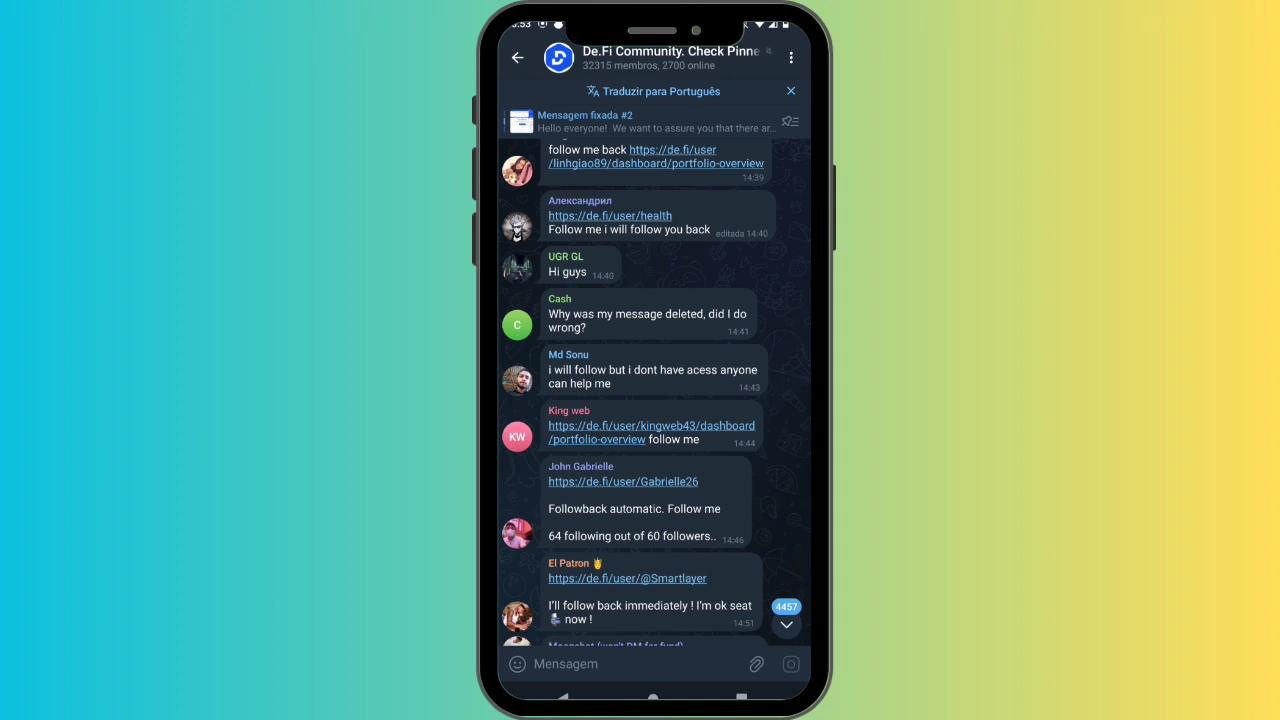 De.Fi Community. Check Pinne
32315 membros, 2700 online
Traduzir para Português
Mensagem fixada #2
Hello everyone! We want to assure you that there ar...
follow me back https://de.fi/user
/linhgiao89/dashboard/portfolio-overview
14:39
Александрил
https://de.fi/user/health
Follow me i will follow you back editada 14:40
UGR GL
Hi guys 14:40
Cash
Why was my message deleted, did I do
wrong?
14:41
C
Md Sonu
i will follow but i dont have acess anyone
can help me
14:43
King web
https://de.fi/user/kingweb43/dashboard
/portfolio-overview follow me
14:44
KW
John Gabrielle
https://de.fi/user/Gabrielle26
Followback automatic. Follow me
64 following out of 60 followers.. 14:46
El Patron
https://de.fi/user/@Smartlayer
I'll follow back immediately ! I'm ok seat
now !
14:51
4457
Moonshot (won't DM for fund)
Mensagem